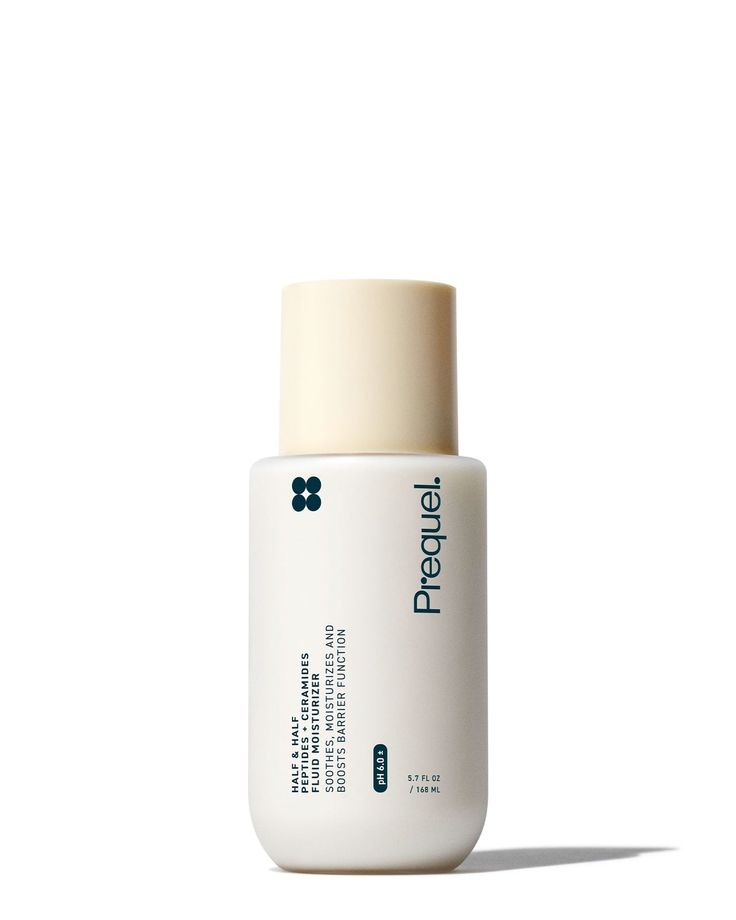 Prequel.
HALF & HALF
PEPTIDES + CERAMIDES
FLUID MOISTURIZER
SOOTHES, MOISTURIZES AND
BOOSTS BARRIER FUNCTION
pH 6.0 ±
5.7 FL OZ
/ 168 ML